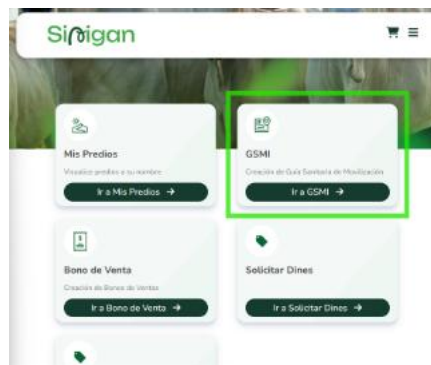 Sinigan
Mis Predios
Visualice predios a su nombre
Ir a Mis Predios →
GSMI
Creación de Guía Sanitaria de Movilización
Ir a GSMI →
Bono de Venta
Creación de Bonos de Ventas
Ir a Bono de Venta →
Solicitar Dines
Ir a Solicitar Dines →